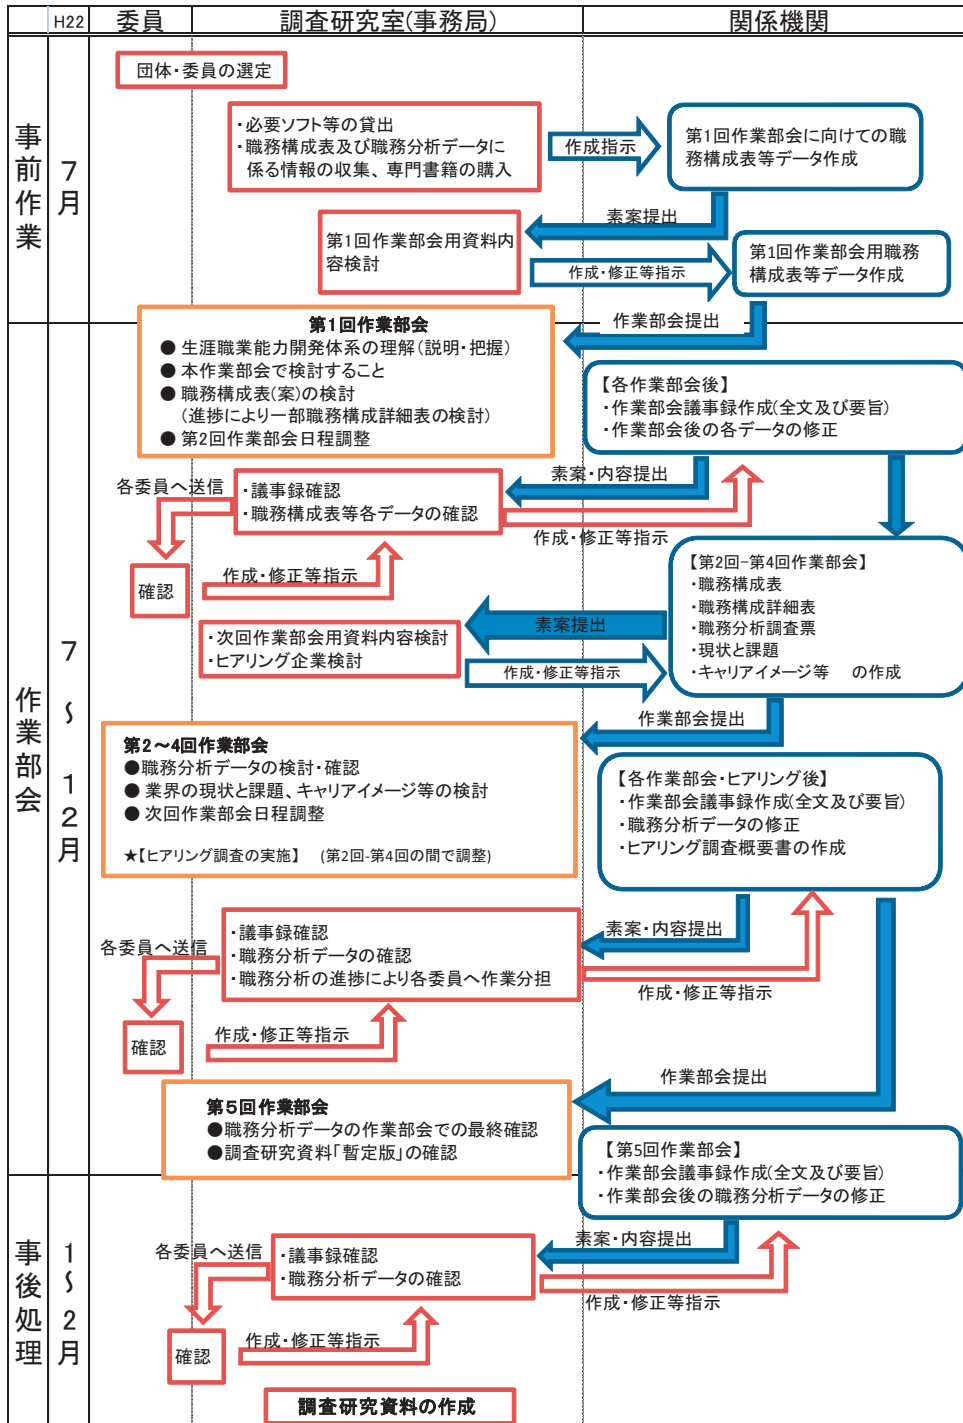 H22
委員
調査研究室(事務局)
関係機関
事前作業
7月
団体・委員の選定
・必要ソフト等の貸出
・職務構成表及び職務分析データに
係る情報の収集、専門書籍の購入
作成指示
第1回作業部会に向けての職
務構成表等データ作成
素案提出
第1回作業部会用資料内
容検討
作成・修正等指示
第1回作業部会用職務
構成表等データ作成
作業部会
7～12月
作業部会提出
第1回作業部会
● 生涯職業能力開発体系の理解(説明・把握)
● 本作業部会で検討すること
● 職務構成表(案)の検討
(進捗により一部職務構成詳細表の検討)
● 第2回作業部会日程調整
【各作業部会後】
・作業部会議事録作成(全文及び要旨)
・作業部会後の各データの修正
素案・内容提出
各委員へ送信
・議事録確認
・職務構成表等各データの確認
作成・修正等指示
確認
作成・修正等指示
【第2回-第4回作業部会】
・職務構成表
・職務構成詳細表
・職務分析調査票
・現状と課題
・キャリアイメージ等 の作成
素案提出
・次回作業部会用資料内容検討
・ヒアリング企業検討
作成・修正等指示
作業部会提出
第2～4回作業部会
●職務分析データの検討・確認
● 業界の現状と課題、キャリアイメージ等の検討
● 次回作業部会日程調整
★【ヒアリング調査の実施】 (第2回-第4回の間で調整)
【各作業部会・ヒアリング後】
・作業部会議事録作成(全文及び要旨)
・職務分析データの修正
・ヒアリング調査概要書の作成
素案・内容提出
各委員へ送信
・議事録確認
・職務分析データの確認
・職務分析の進捗により各委員へ作業分担
作成・修正等指示
確認
作成・修正等指示
作業部会提出
第5回作業部会
●職務分析データの作業部会での最終確認
●調査研究資料「暫定版」の確認
【第5回作業部会】
・作業部会議事録作成(全文及び要旨)
・作業部会後の職務分析データの修正
事後処理
1～2月
素案・内容提出
各委員へ送信
・議事録確認
・職務分析データの確認
作成・修正等指示
確認
作成・修正等指示
調査研究資料の作成